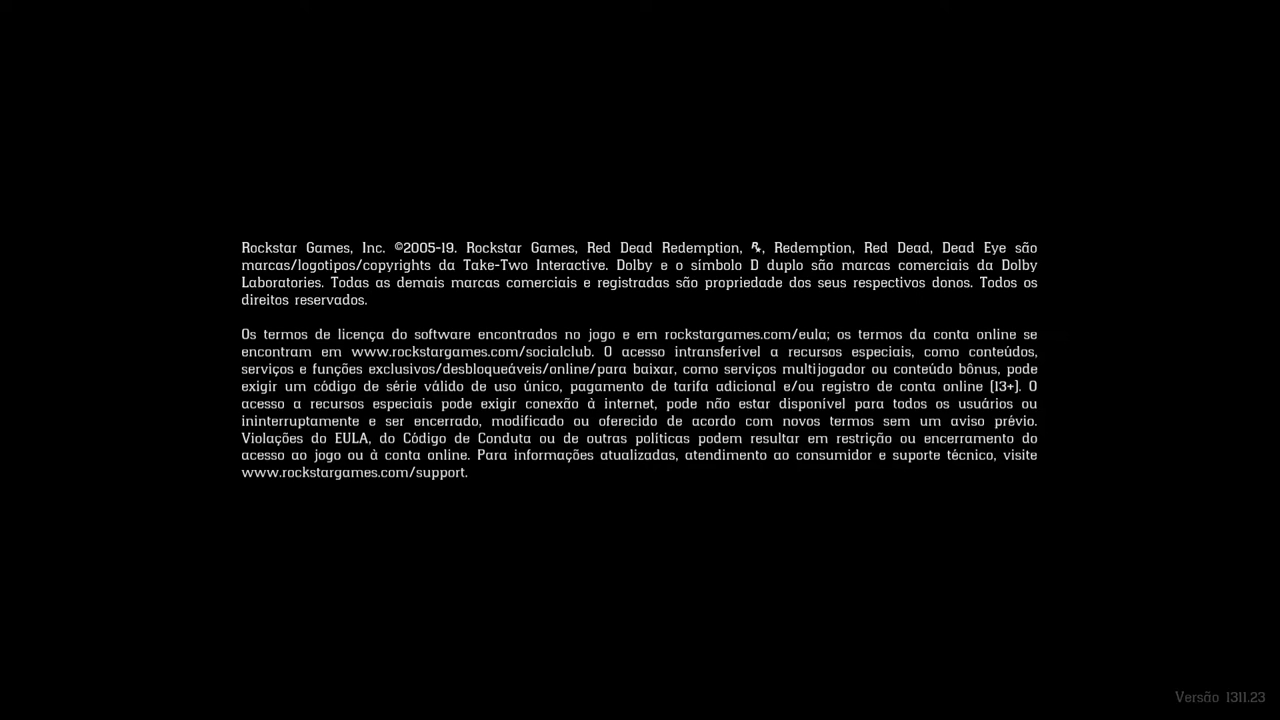 Rockstar Games, Inc. ©2005-19. Rockstar Games, Red Dead Redemption, R*, Redemption, Red Dead, Dead Eye são
marcas/logotipos/copyrights da Take-Two Interactive. Dolby e o símbolo D duplo são marcas comerciais da Dolby
Laboratories. Todas as demais marcas comerciais e registradas são propriedade dos seus respectivos donos. Todos os
direitos reservados.
Os termos de licença do software encontrados no jogo e em rockstargames.com/eula; os termos da conta online se
encontram em www.rockstargames.com/socialclub. O acesso intransferível a recursos especiais, como conteúdos,
serviços e funções exclusivos/desbloqueáveis/online/para baixar, como serviços multijogador ou conteúdo bônus, pode
exigir um código de série válido de uso único, pagamento de tarifa adicional e/ou registro de conta online (13+). O
acesso a recursos especiais pode exigir conexão à internet, pode não estar disponível para todos os usuários ou
ininterruptamente e ser encerrado, modificado ou oferecido de acordo com novos termos sem um aviso prévio.
Violações do EULA, do Código de Conduta ou de outras políticas podem resultar em restrição ou encerramento do
acesso ao jogo ou à conta online. Para informações atualizadas, atendimento ao consumidor e suporte técnico, visite
www.rockstargames.com/support.
Versão 1311.23